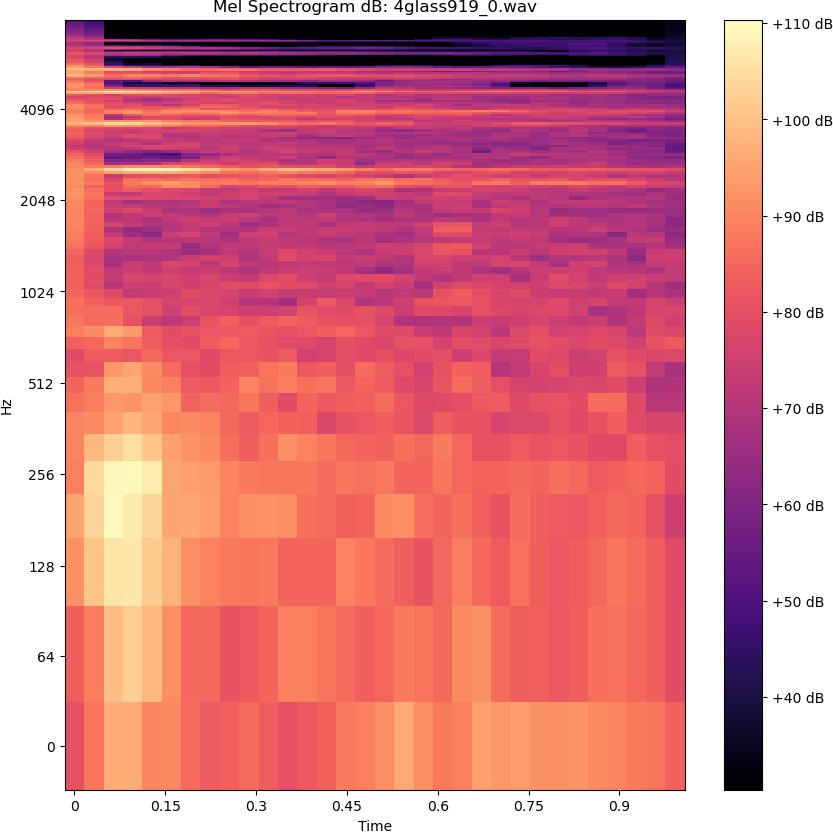 Mel Spectrogram dB: 4glass919_0.wav
+110 dB
+100 dB
+90 dB
+80 dB
+70 dB
+60 dB
+50 dB
+40 dB
4096
2048
1024
512
256
128
64
0
Hz
0 0.15 0.3 0.45 0.6 0.75 0.9
Time